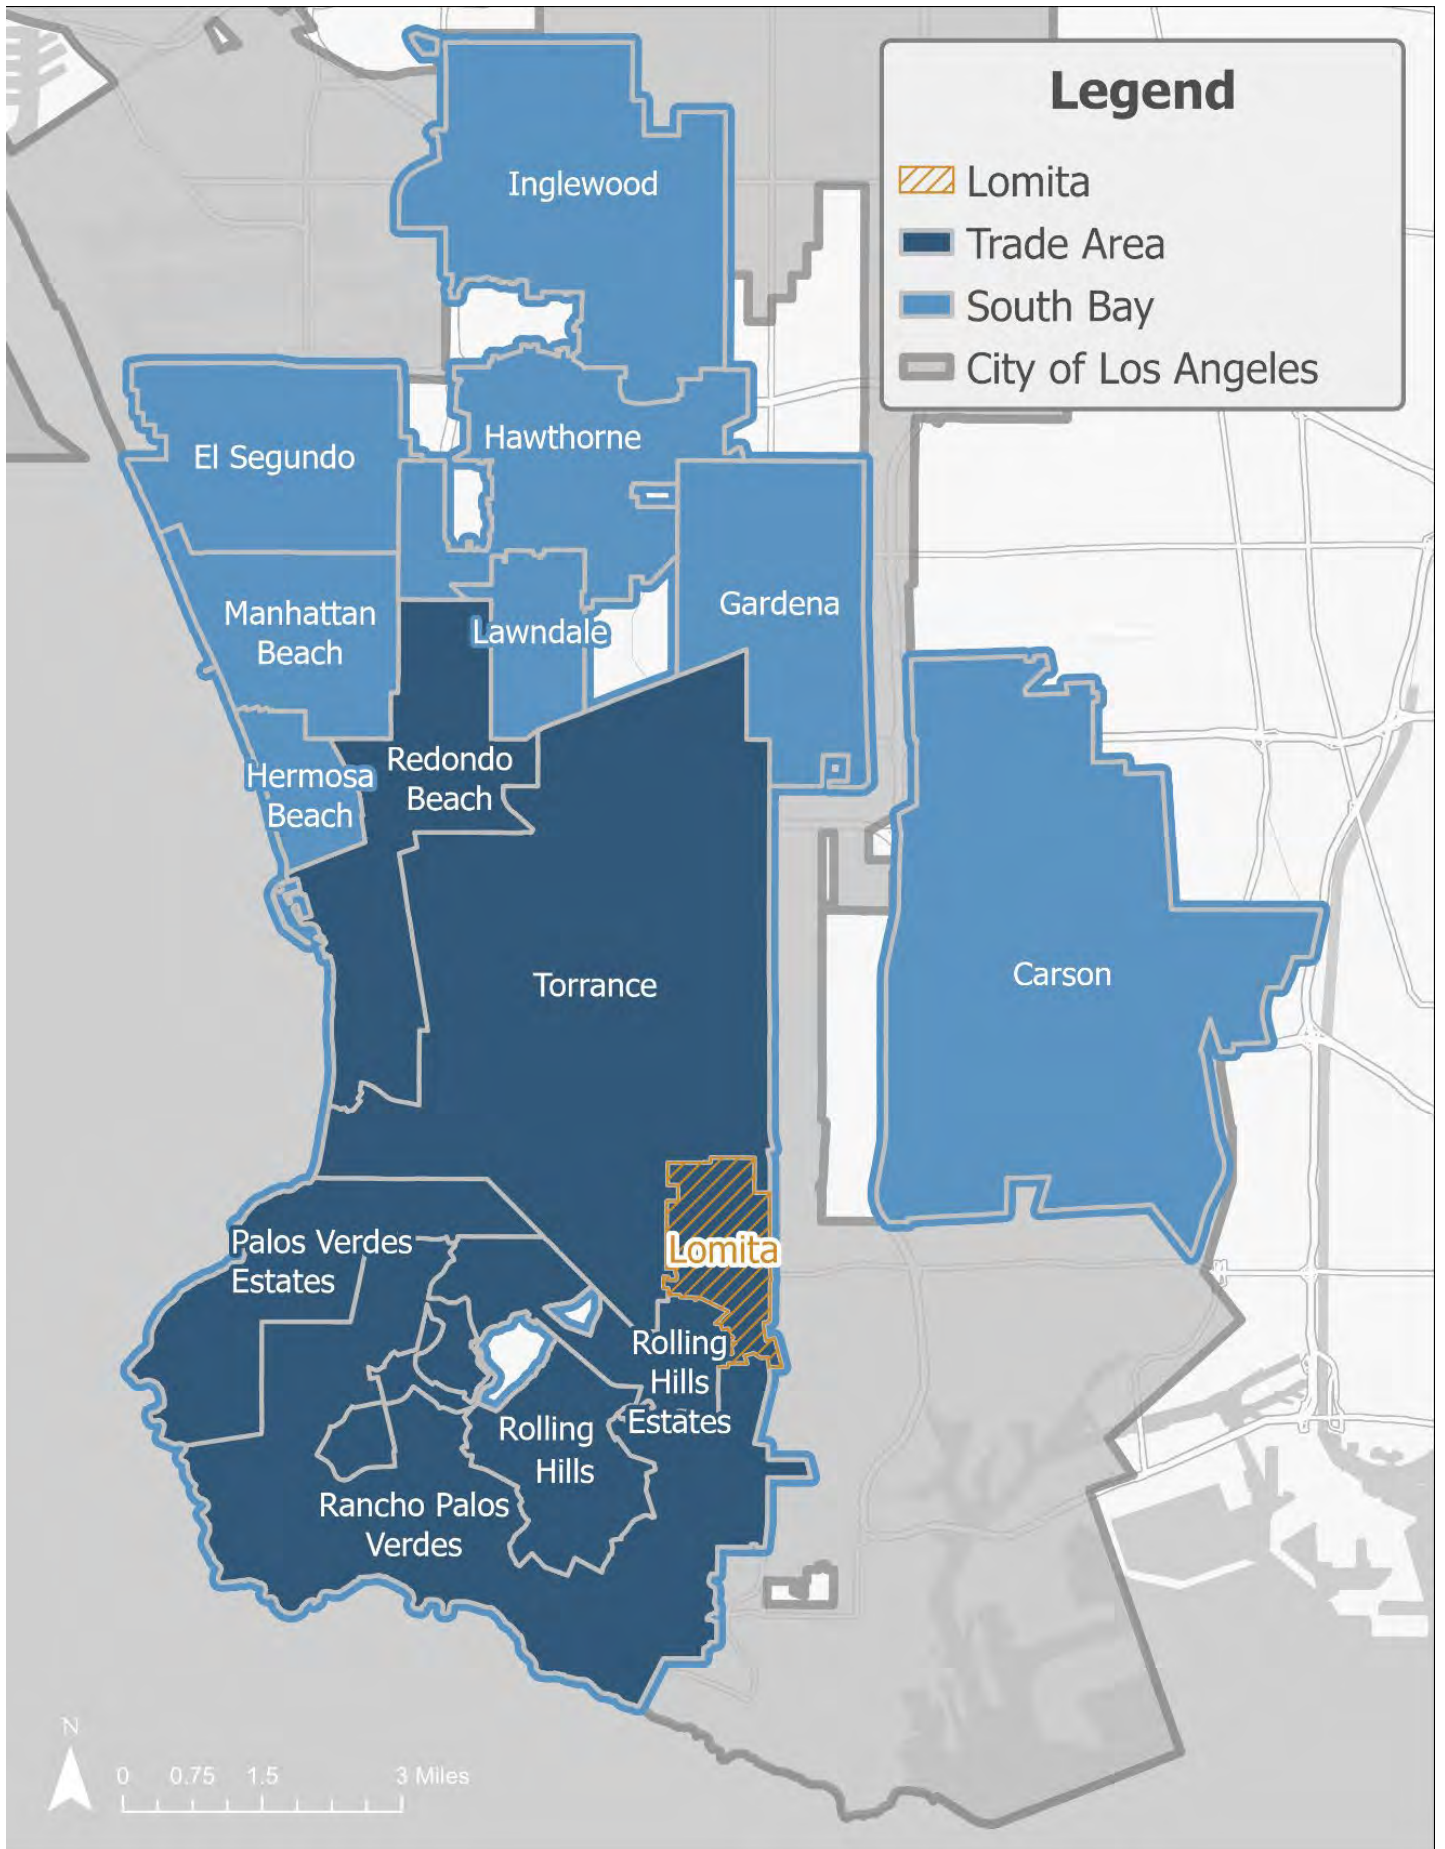 Legend
Lomita
Trade Area
South Bay
City of Los Angeles
Inglewood
Hawthorne
El Segundo
Gardena
Manhattan
Beach
Lawndale
Redondo
Beach
Hermosa
Beach
Carson
Torrance
Lomita
Palos Verdes
Estates
Rolling
Hills
Estates
Rolling
Hills
Rancho Palos
Verdes
N
0 0.75 1.5 3 Miles